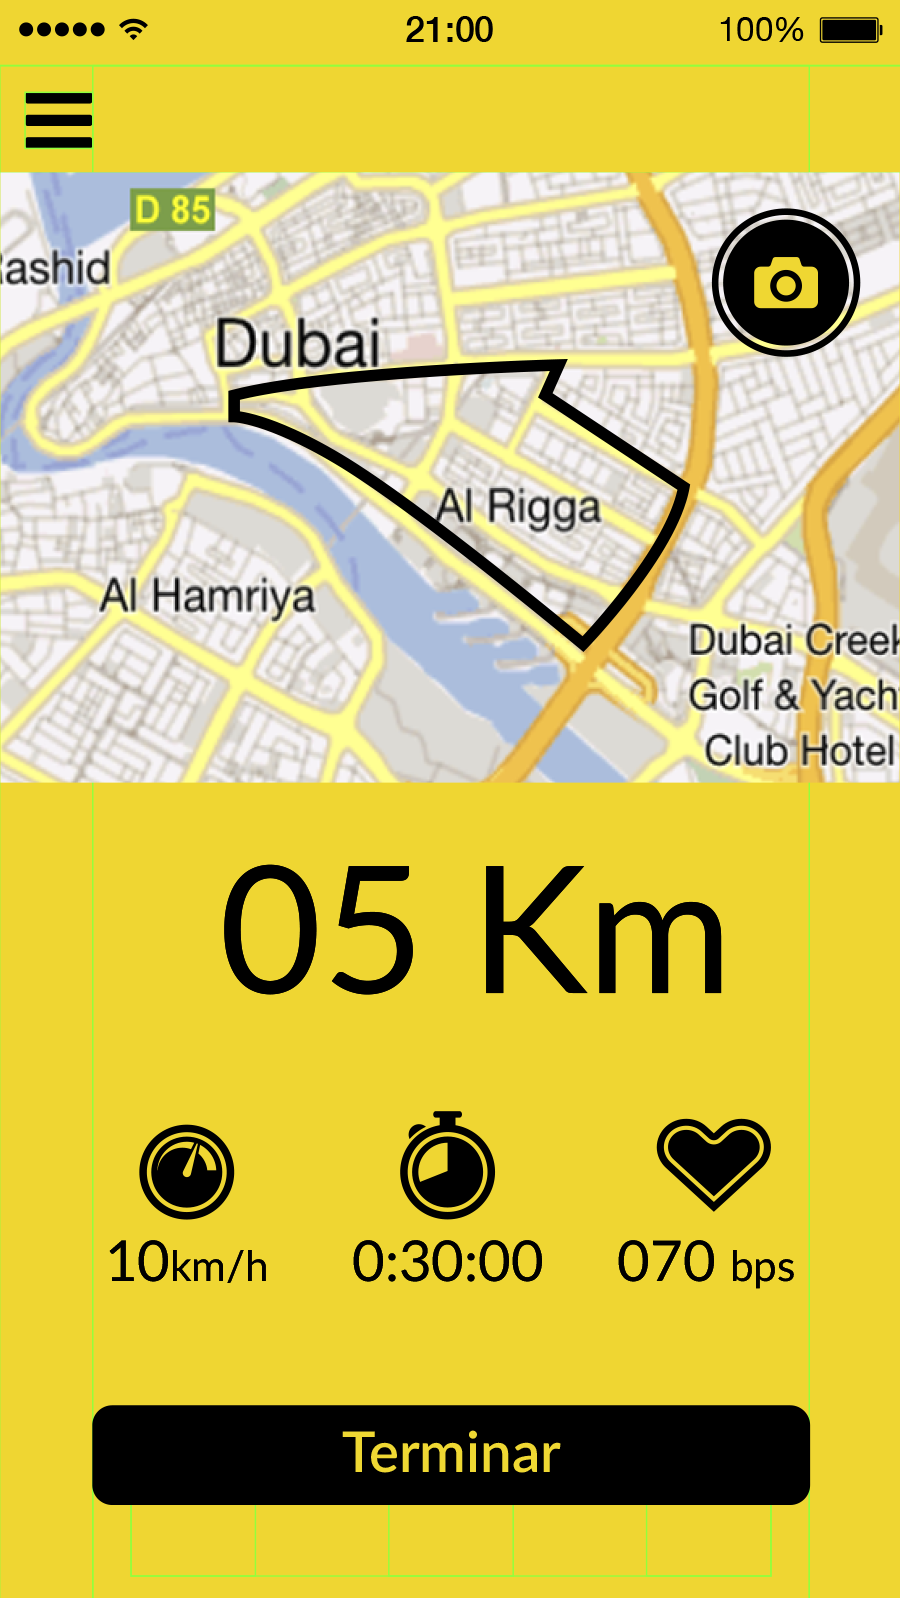 21:00 100%
D 85
Rashid
Dubai
Al Rigga
Al Hamriya
Dubai Creek
Golf & Yach
Club Hotel
05 Km
10km/h 0:30:00 070 bps
Terminar